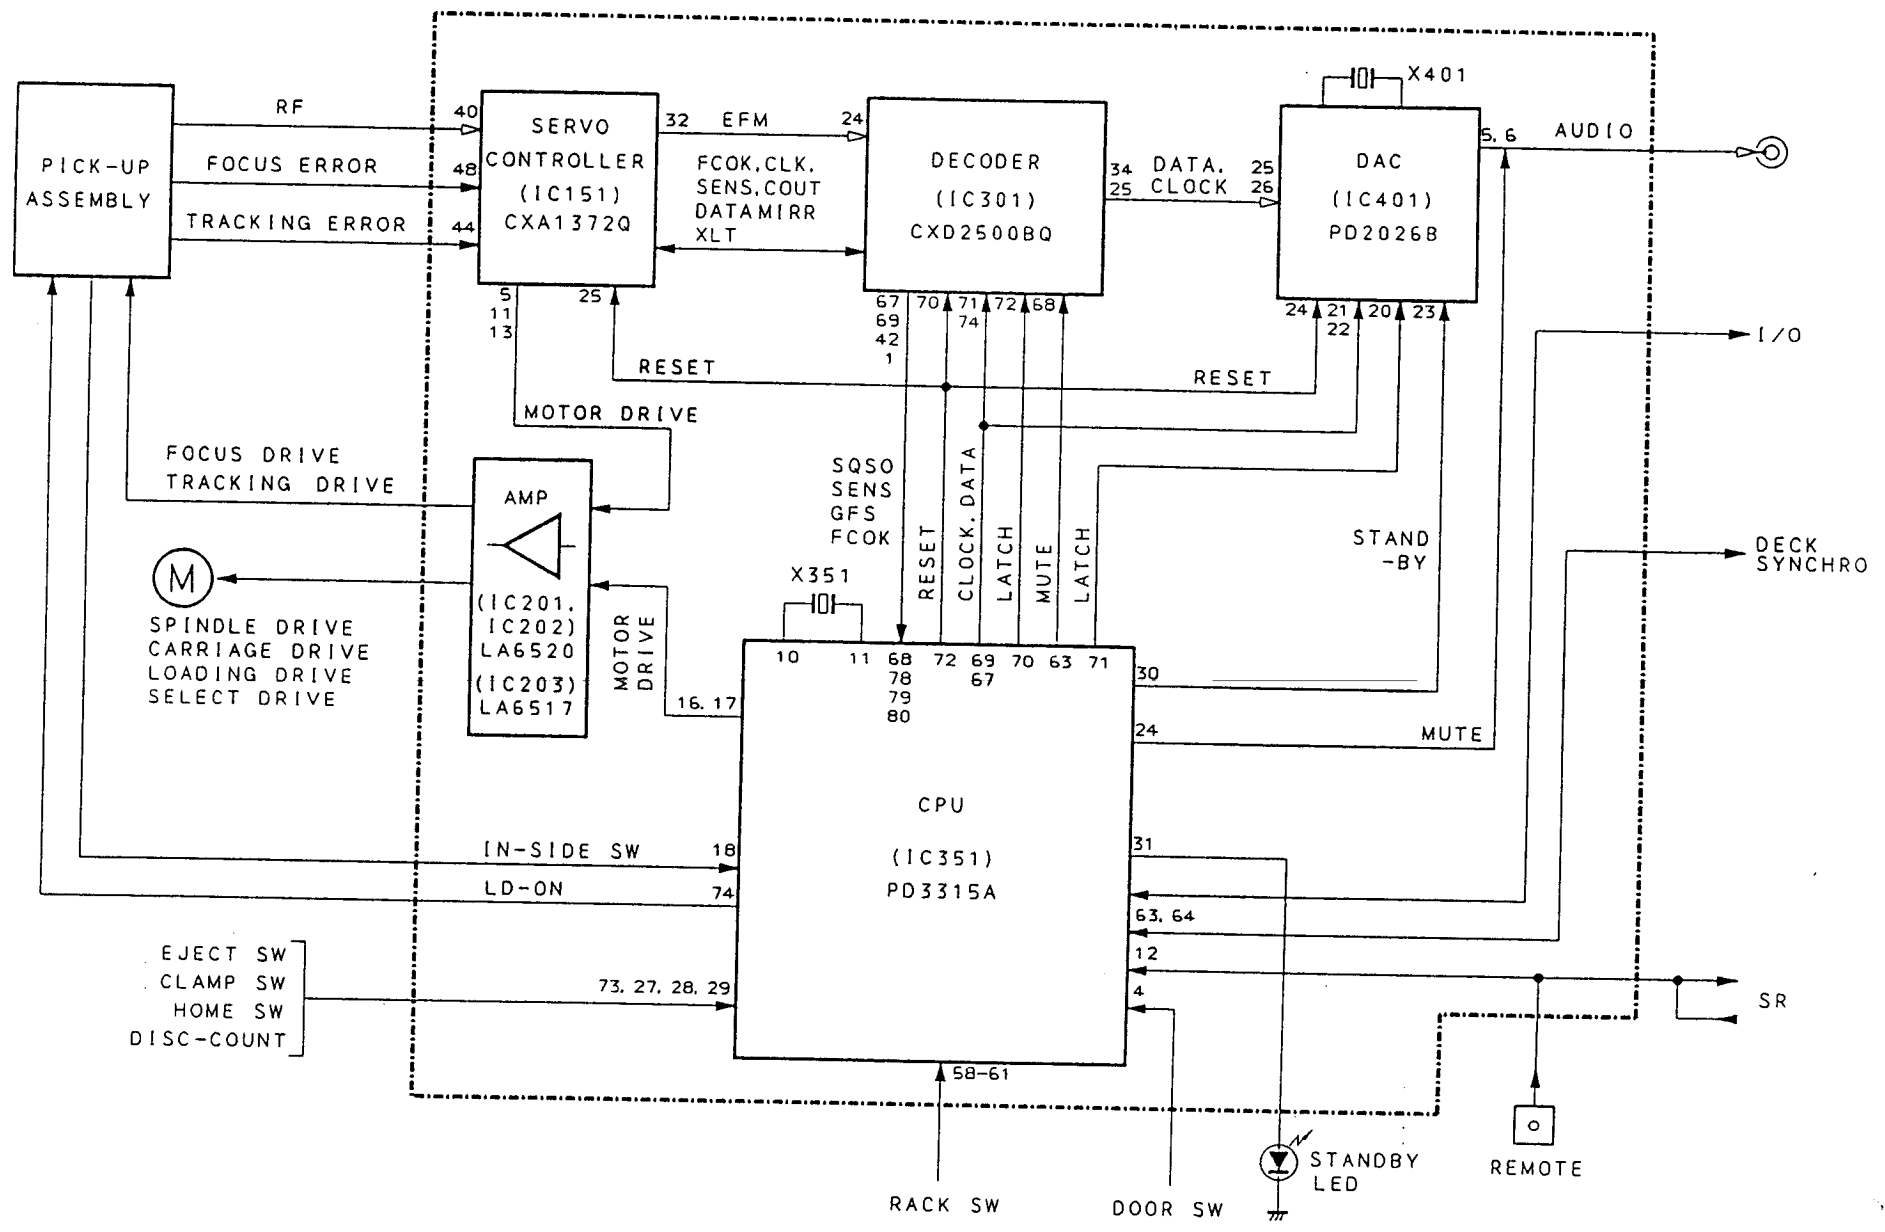 PICK-UP
ASSEMBLY
RF
FOCUS ERROR
TRACKING ERROR
40
48
44
SERVO
CONTROLLER
(IC151)
CXA1372Q
32 EFM 24
FCOK,CLK,
SENS,COUT
DATAMIRR
XLT
5
11
13
25
DECODER
(IC301)
CXD2500BQ
34 DATA, 25
25 CLOCK 26
67
69
42
1
70
71
74
72
68
X401
DAC
(IC401)
PD2026B
5, 6 AUDIO
24
21
22
20
23
RESET
RESET
I/O
MOTOR DRIVE
FOCUS DRIVE
TRACKING DRIVE
AMP
(IC201,
IC202)
LA6520
(IC203)
LA6517
M
SPINDLE DRIVE
CARRIAGE DRIVE
LOADING DRIVE
SELECT DRIVE
MOTOR
DRIVE
SQSO
SENS
GFS
FCOK
RESET
CLOCK, DATA
LATCH
MUTE
LATCH
STAND
-BY
DECK
SYNCHRO
X351
10
11
68
78
79
80
72
69
67
70
63
71
16, 17
30
24
MUTE
CPU
(IC351)
PD3315A
IN-SIDE SW 18
LD-ON 74
31
63, 64
12
4
EJECT SW
CLAMP SW
HOME SW
DISC-COUNT
73, 27, 28, 29
58-61
SR
RACK SW
DOOR SW
STANDBY
LED
REMOTE